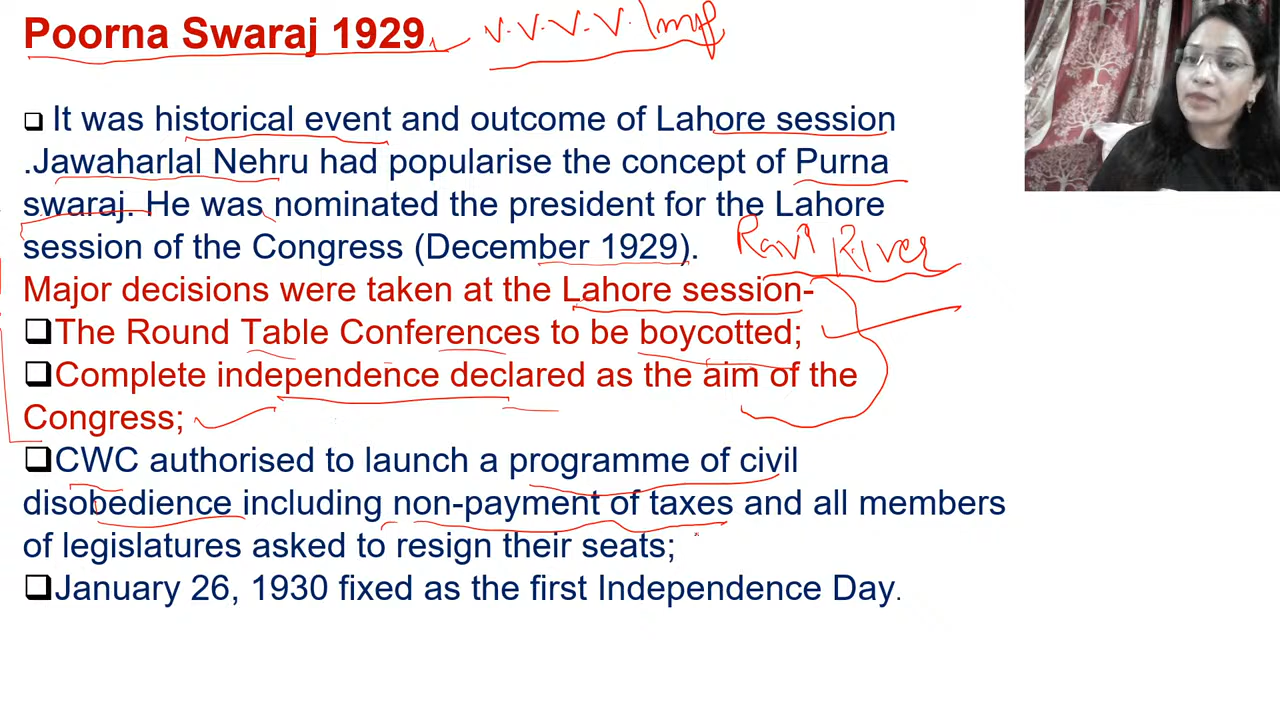 Poorna Swaraj 1929 v.v.v.v. Imp
❑ It was historical event and outcome of Lahore session
.Jawaharlal Nehru had popularise the concept of Purna
swaraj. He was nominated the president for the Lahore
session of the Congress (December 1929). Ravi River
Major decisions were taken at the Lahore session-
❑The Round Table Conferences to be boycotted;
❑Complete independence declared as the aim of the
Congress;
❑CWC authorised to launch a programme of civil
disobedience including non-payment of taxes and all members
of legislatures asked to resign their seats;
❑January 26, 1930 fixed as the first Independence Day.